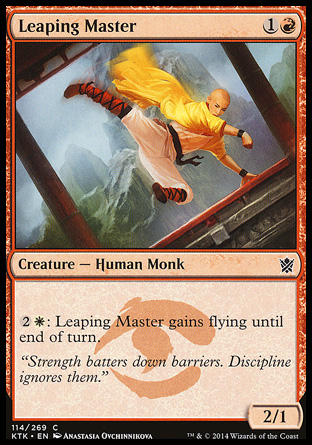 Leaping Master 1
Creature — Human Monk
2 : Leaping Master gains flying until
end of turn.
“Strength batters down barriers. Discipline
ignores them.”
2/1
114/269 C
KTK • EN Anastasia Ovchinnikova
™ & © 2014 Wizards of the Coast